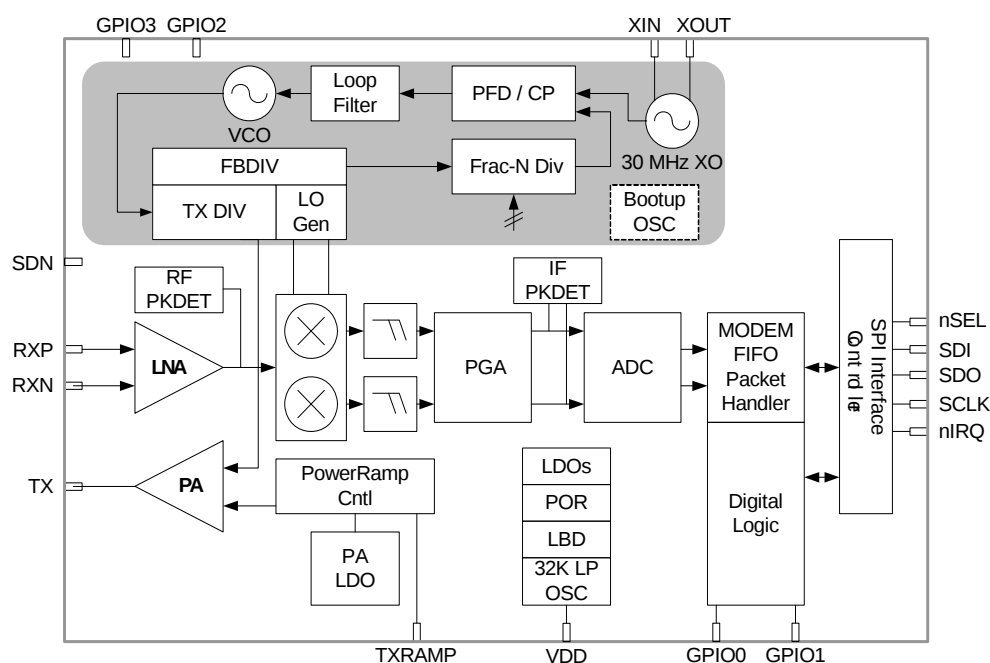 GPIO3 GPIO2
XIN XOUT
Loop
Filter
PFD / CP
VCO
30 MHz XO
FBDIV
Frac-N Div
TX DIV
LO
Gen
Bootup
OSC
SDN
RF
PKDET
IF
PKDET
RXP
RXN
LNA
PGA
ADC
MODEM
FIFO
Packet
Handler
SPI Interface
Controller
nSEL
SDI
SDO
SCLK
nIRQ
TX
PA
PowerRamp
Cntl
PA
LDO
LDOs
POR
LBD
32K LP
OSC
Digital
Logic
TXRAMP
VDD
GPIO0
GPIO1